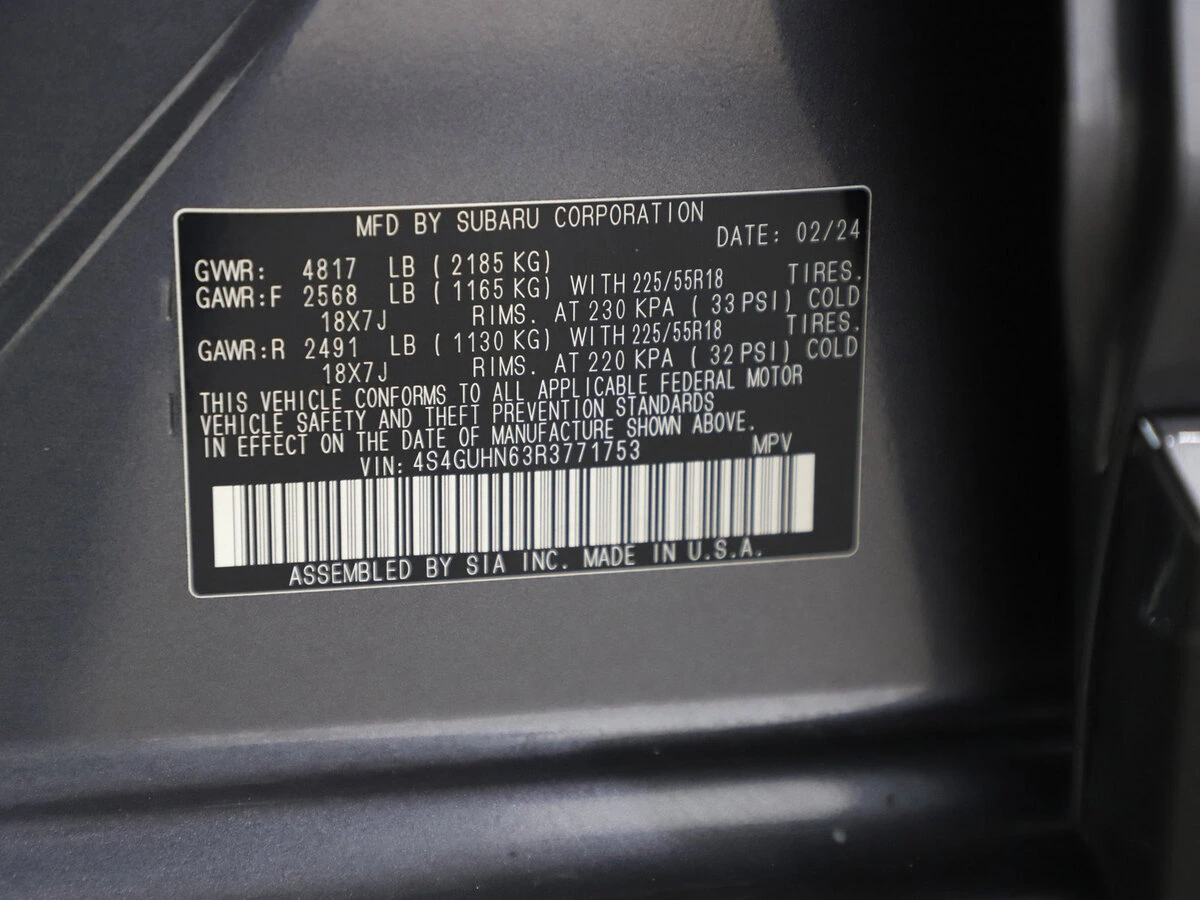 MFD BY SUBARU CORPORATION
DATE: 02/24
GVWR: 4817 LB ( 2185 KG)
GAWR:F 2568 LB ( 1165 KG) WITH 225/55R18 TIRES.
18X7J RIMS. AT 230 KPA ( 33 PSI) COLD
GAWR:R 2491 LB ( 1130 KG) WITH 225/55R18 TIRES.
18X7J RIMS. AT 220 KPA ( 32 PSI) COLD
THIS VEHICLE CONFORMS TO ALL APPLICABLE FEDERAL MOTOR
VEHICLE SAFETY AND THEFT PREVENTION STANDARDS
IN EFFECT ON THE DATE OF MANUFACTURE SHOWN ABOVE.
VIN: 4S4GUHN63R3771753 MPV
ASSEMBLED BY SIA INC. MADE IN U.S.A.